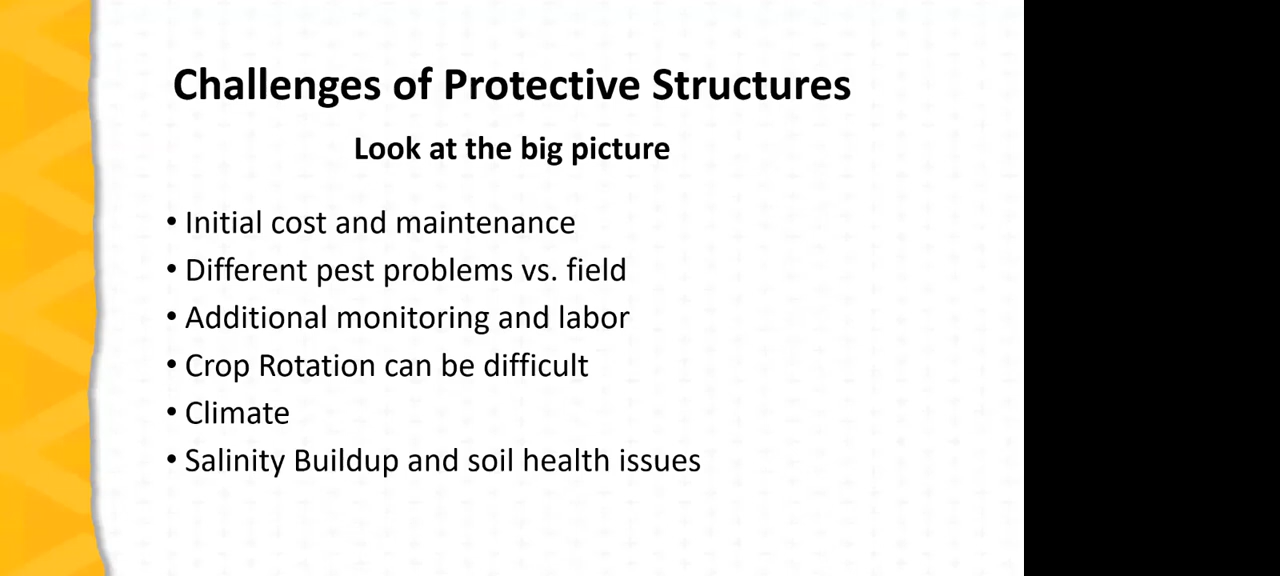 Challenges of Protective Structures
Look at the big picture
• Initial cost and maintenance
• Different pest problems vs. field
• Additional monitoring and labor
• Crop Rotation can be difficult
• Climate
• Salinity Buildup and soil health issues